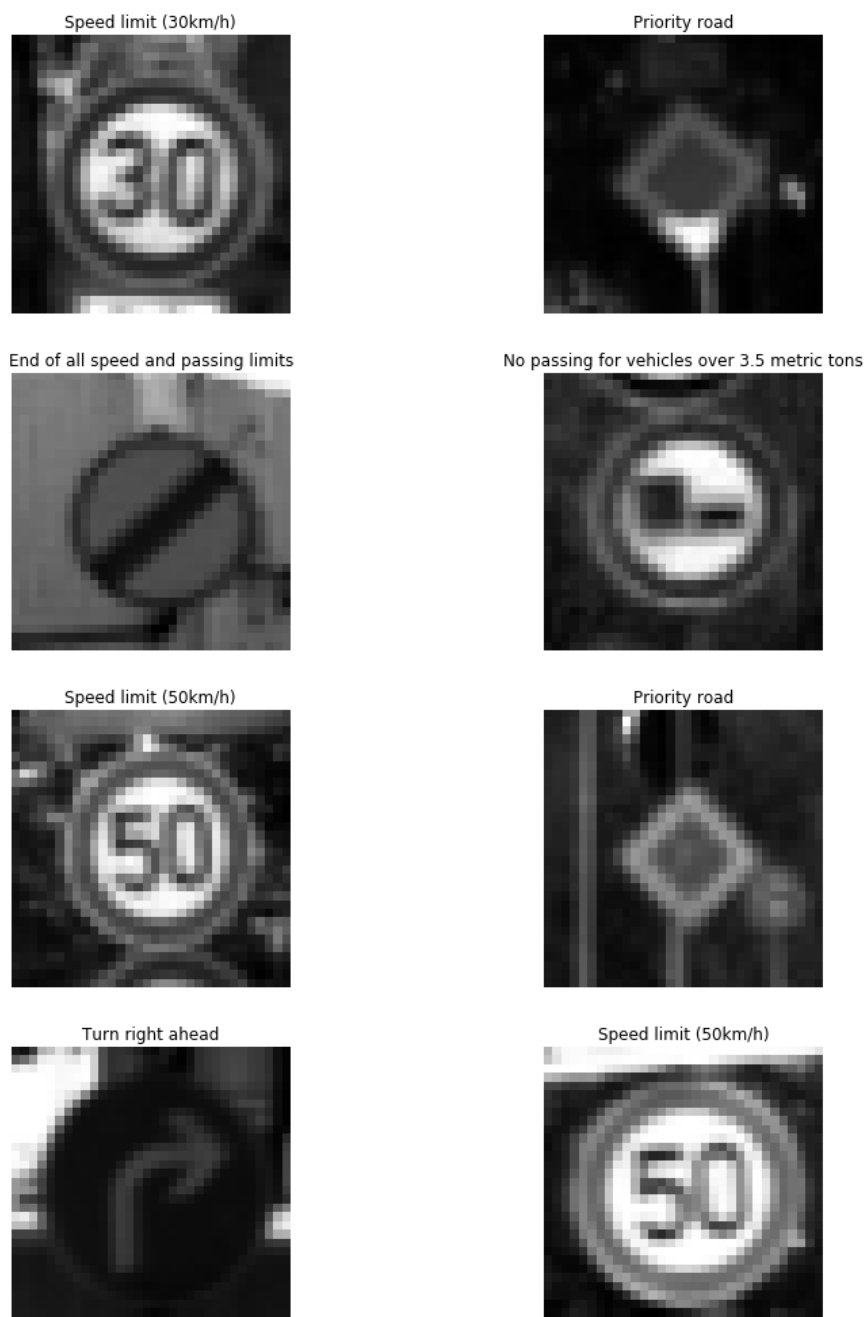 Speed limit (30km/h)
Priority road
30
End of all speed and passing limits
No passing for vehicles over 3.5 metric tons
Speed limit (50km/h)
Priority road
50
Turn right ahead
Speed limit (50km/h)
50